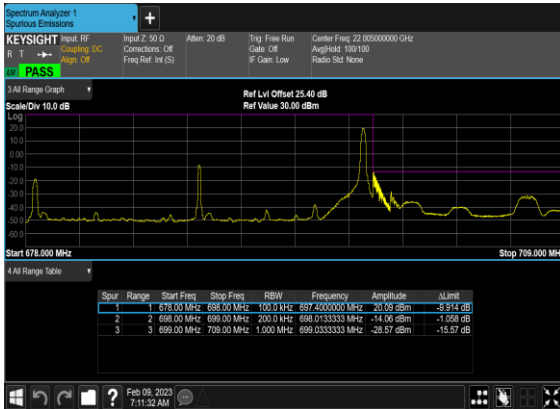 Spectrum Analyzer 1
Spurious Emissions
KEYSIGHT Input: RF Input Z: 50 Ω Atten: 20 dB Trig: Free Run Center Freq: 22.005000000 GHz
R T Coupling: DC Corrections: Off Gate: Off Avg|Hold: 100/100
Align: Off Freq Ref: Int (S) IF Gain: Low Radio Std: None
PASS
3 All Range Graph
Ref Lvl Offset 25.40 dB
Scale/Div 10.0 dB Ref Value 30.00 dBm
Log
20.0
10.0
0.00
-10.0
-20.0
-30.0
-40.0
-50.0
-60.0
Start 678.000 MHz Stop 709.000 MH
4 All Range Table
Spur Range Start Freq Stop Freq RBW Frequency Amplitude ΔLimit
1 1 678.00 MHz 698.00 MHz 100.0 kHz 697.4000000 MHz 20.09 dBm -9.914 dB
2 2 698.00 MHz 699.00 MHz 200.0 kHz 698.0133333 MHz -14.06 dBm -1.058 dB
3 3 699.00 MHz 709.00 MHz 1.000 MHz 699.0333333 MHz -28.57 dBm -15.57 dB
? Feb 09, 2023
7:11:32 AM